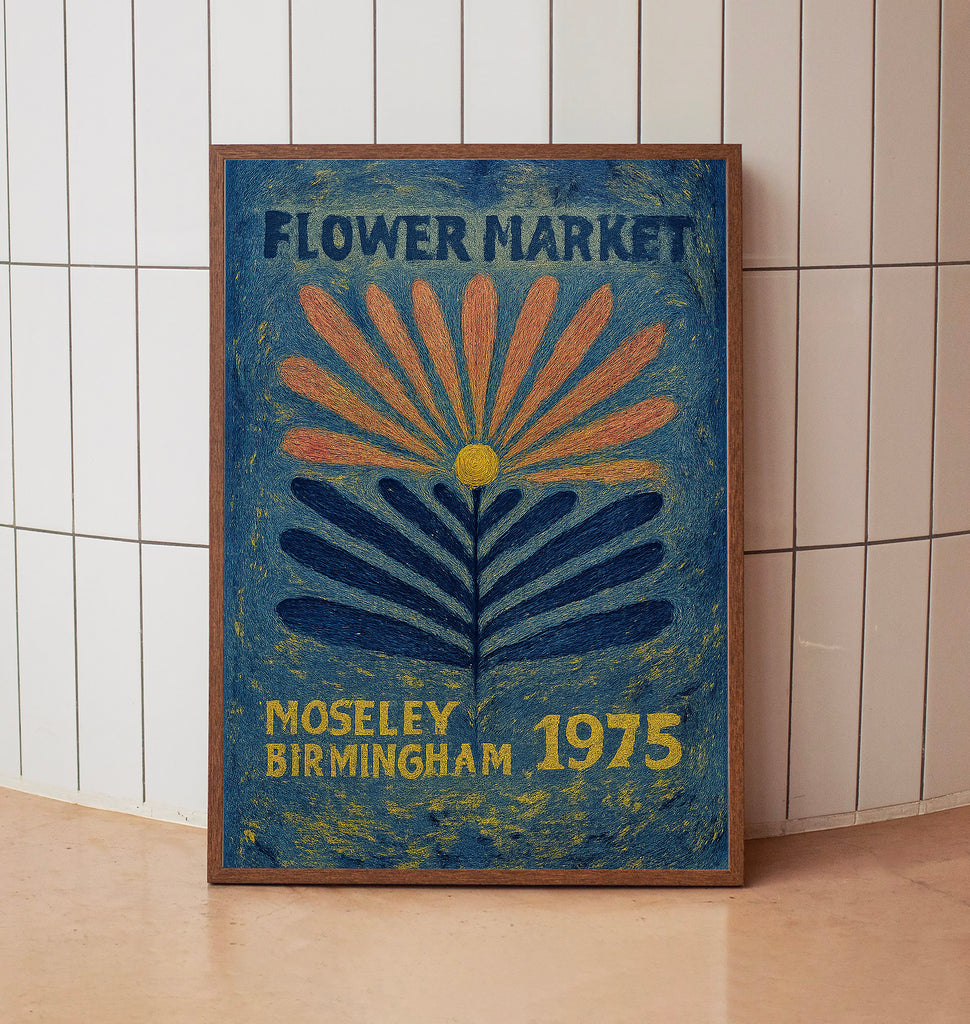 FLOWER MARKET
MOSELEY
BIRMINGHAM
1975